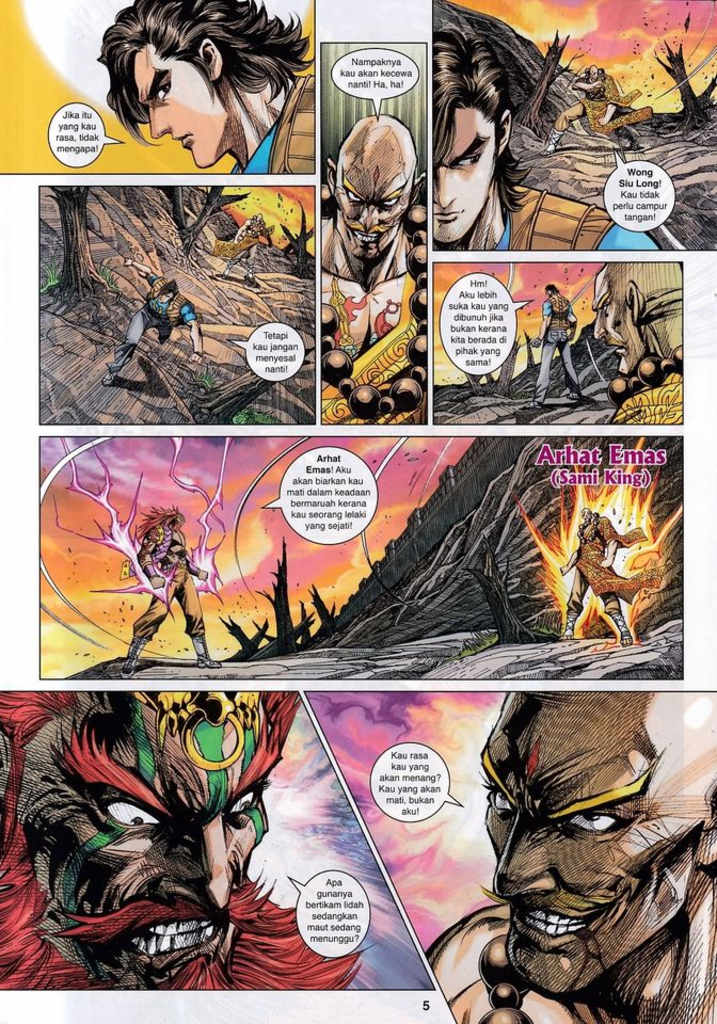 Jika itu
yang kau
rasa, tidak
mengapa!
Nampaknya
kau akan kecewa
nanti! Ha, ha!
Wong
Siu Long!
Kau tidak
perlu campur
tangan!
Tetapi
kau jangan
menyesal
nanti!
Hm!
Aku lebih
suka kau yang
dibunuh jika
bukan kerana
kita berada di
pihak yang
sama!
Arhat
Emas! Aku
akan biarkan kau
mati dalam keadaan
bermaruah kerana
kau seorang lelaki
yang sejati!
Arhat Emas
(Sami King)
Kau rasa
kau yang
akan menang?
Kau yang akan
mati, bukan
aku!
Apa
gunanya
bertikam lidah
sedangkan
maut sedang
menunggu?
5